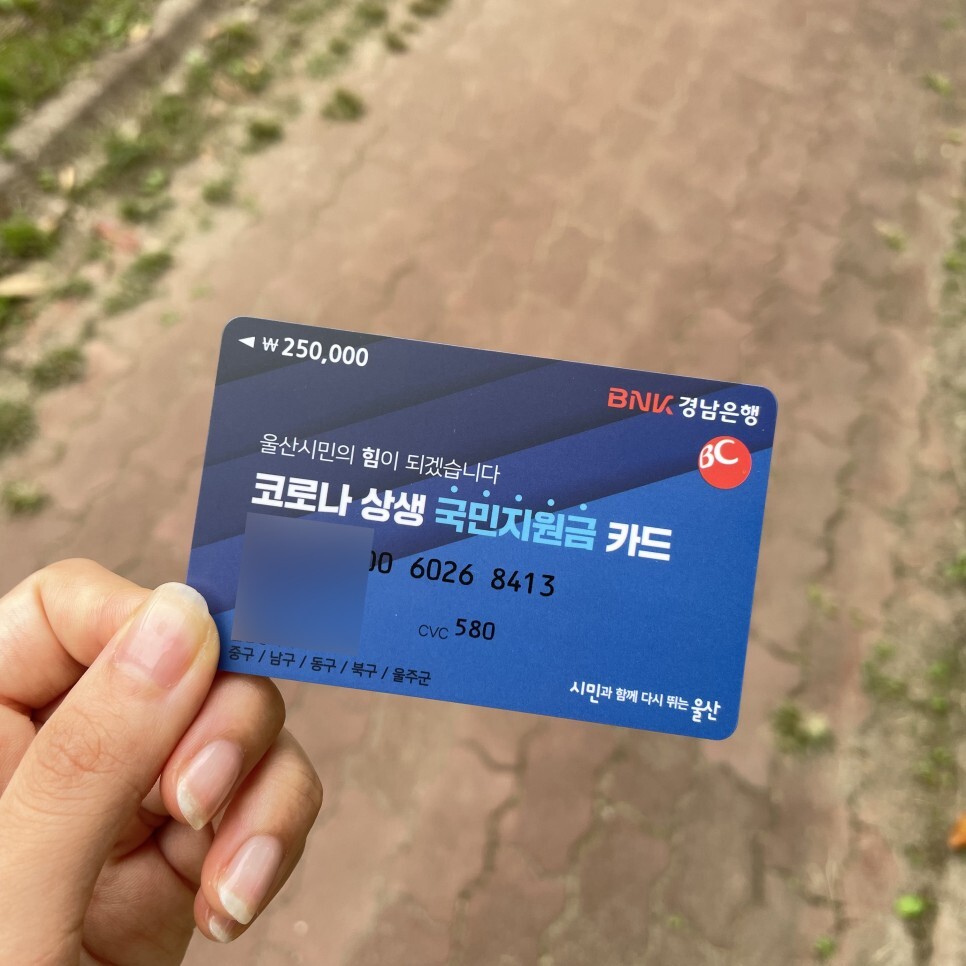 ₩250,000
BNK 경남은행
BC
울산시민의 힘이 되겠습니다
코로나 상생 국민지원금 카드
00 6026 8413
CVC 580
중구 / 남구 / 동구 / 북구 / 울주군
시민과 함께 다시 뛰는 울산